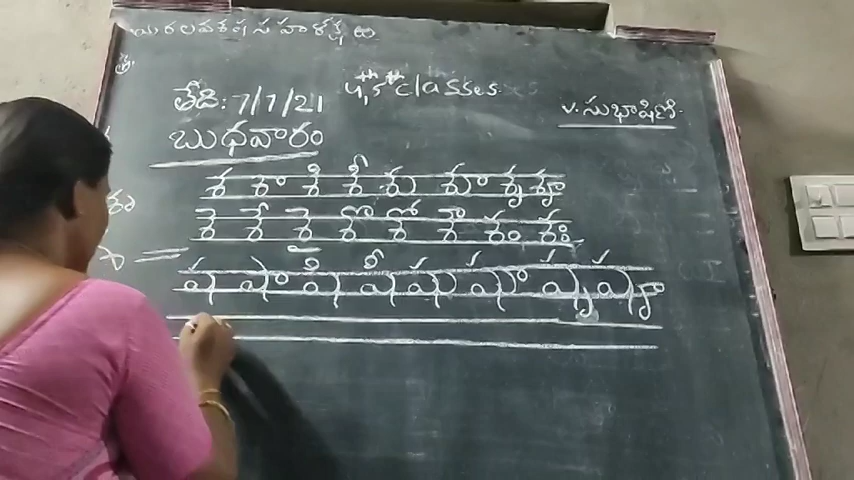 య ర ల వ శ ష స హ ళ క్ష ఱ
తేది: 7/7/21
4th, 5th classes
v. సుభాషిణి
బుధవారం
శ శా శి శీ శు శూ శృ శౄ
శె శే శై శొ శో శౌ శం శః
ష షా షి షీ షు షూ షృ షౄ